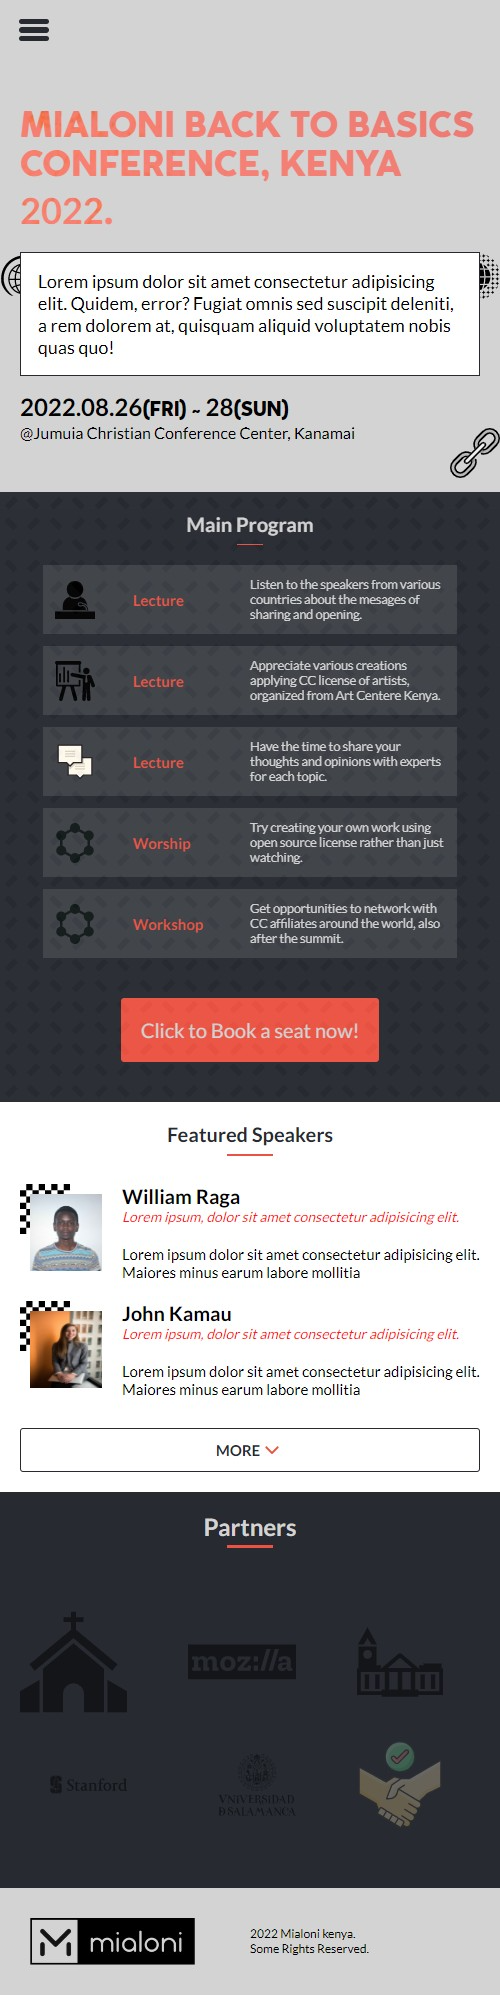 MIALONI BACK TO BASICS
CONFERENCE, KENYA
2022.
Lorem ipsum dolor sit amet consectetur adipisicing
elit. Quidem, error? Fugiat omnis sed suscipit deleniti,
a rem dolorem at, quisquam aliquid voluptatem nobis
quas quo!
2022.08.26(FRI) ~ 28(SUN)
@Jumuia Christian Conference Center, Kanamai
Main Program
Lecture
Listen to the speakers from various
countries about the mesages of
sharing and opening.
Lecture
Appreciate various creations
applying CC license of artists,
organized from Art Centere Kenya.
Lecture
Have the time to share your
thoughts and opinions with experts
for each topic.
Worship
Try creating your own work using
open source license rather than just
watching.
Workshop
Get opportunities to network with
CC affiliates around the world, also
after the summit.
Click to Book a seat now!
Featured Speakers
William Raga
Lorem ipsum, dolor sit amet consectetur adipisicing elit.
Lorem ipsum dolor sit amet consectetur adipisicing elit.
Maiores minus earum labore mollitia
John Kamau
Lorem ipsum, dolor sit amet consectetur adipisicing elit.
Lorem ipsum dolor sit amet consectetur adipisicing elit.
Maiores minus earum labore mollitia
MORE
Partners
moz://a
S Stanford
VNIVERSIDAD
D SALAMANCA
M mialoni
2022 Mialoni kenya.
Some Rights Reserved.